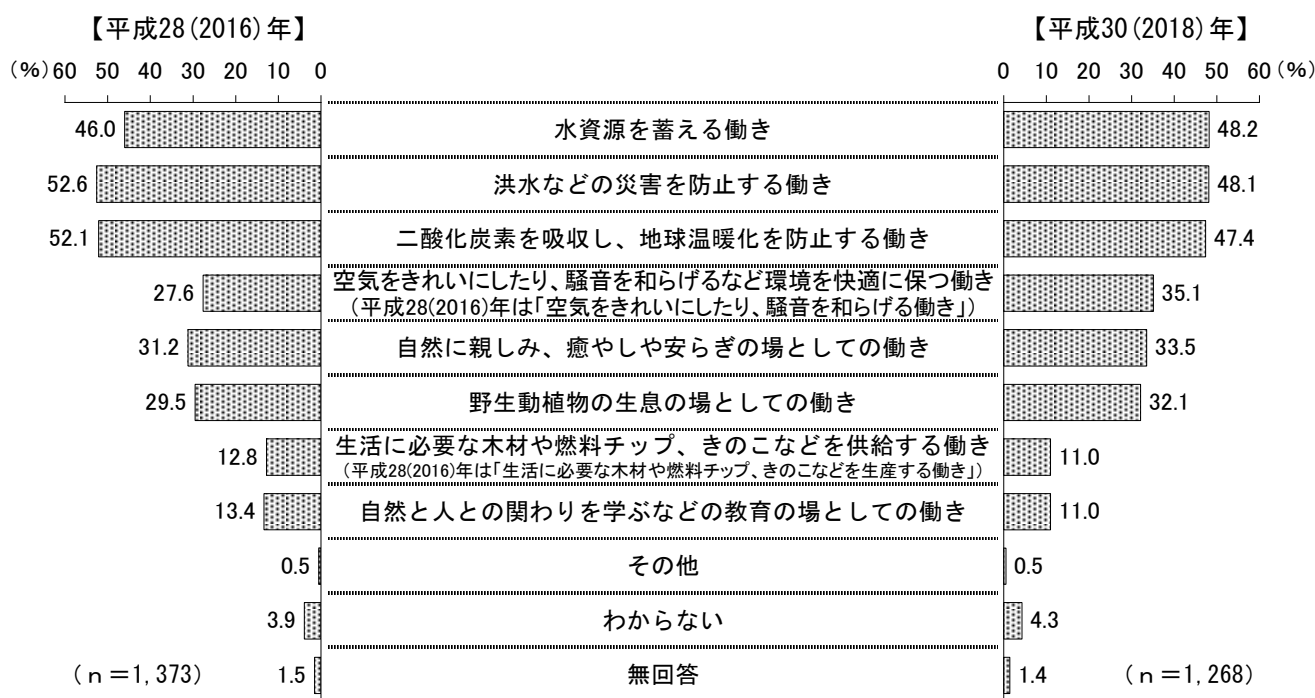 【平成28(2016)年】 【平成30(2018)年】
(%) 60 50 40 30 20 10 0 0 10 20 30 40 50 60 (%)
46.0 水資源を蓄える働き 48.2
52.6 洪水などの災害を防止する働き 48.1
52.1 二酸化炭素を吸収し、地球温暖化を防止する働き 47.4
空気をきれいにしたり、騒音を和らげるなど環境を快適に保つ働き
27.6 (平成28(2016)年は「空気をきれいにしたり、騒音を和らげる働き」) 35.1
31.2 自然に親しみ、癒やしや安らぎの場としての働き 33.5
29.5 野生動植物の生息の場としての働き 32.1
生活に必要な木材や燃料チップ、きのこなどを供給する働き
12.8 (平成28(2016)年は「生活に必要な木材や燃料チップ、きのこなどを生産する働き」) 11.0
13.4 自然と人との関わりを学ぶなどの教育の場としての働き 11.0
0.5 その他 0.5
3.9 わからない 4.3
(n=1,373) 1.5 無回答 1.4 (n=1,268)